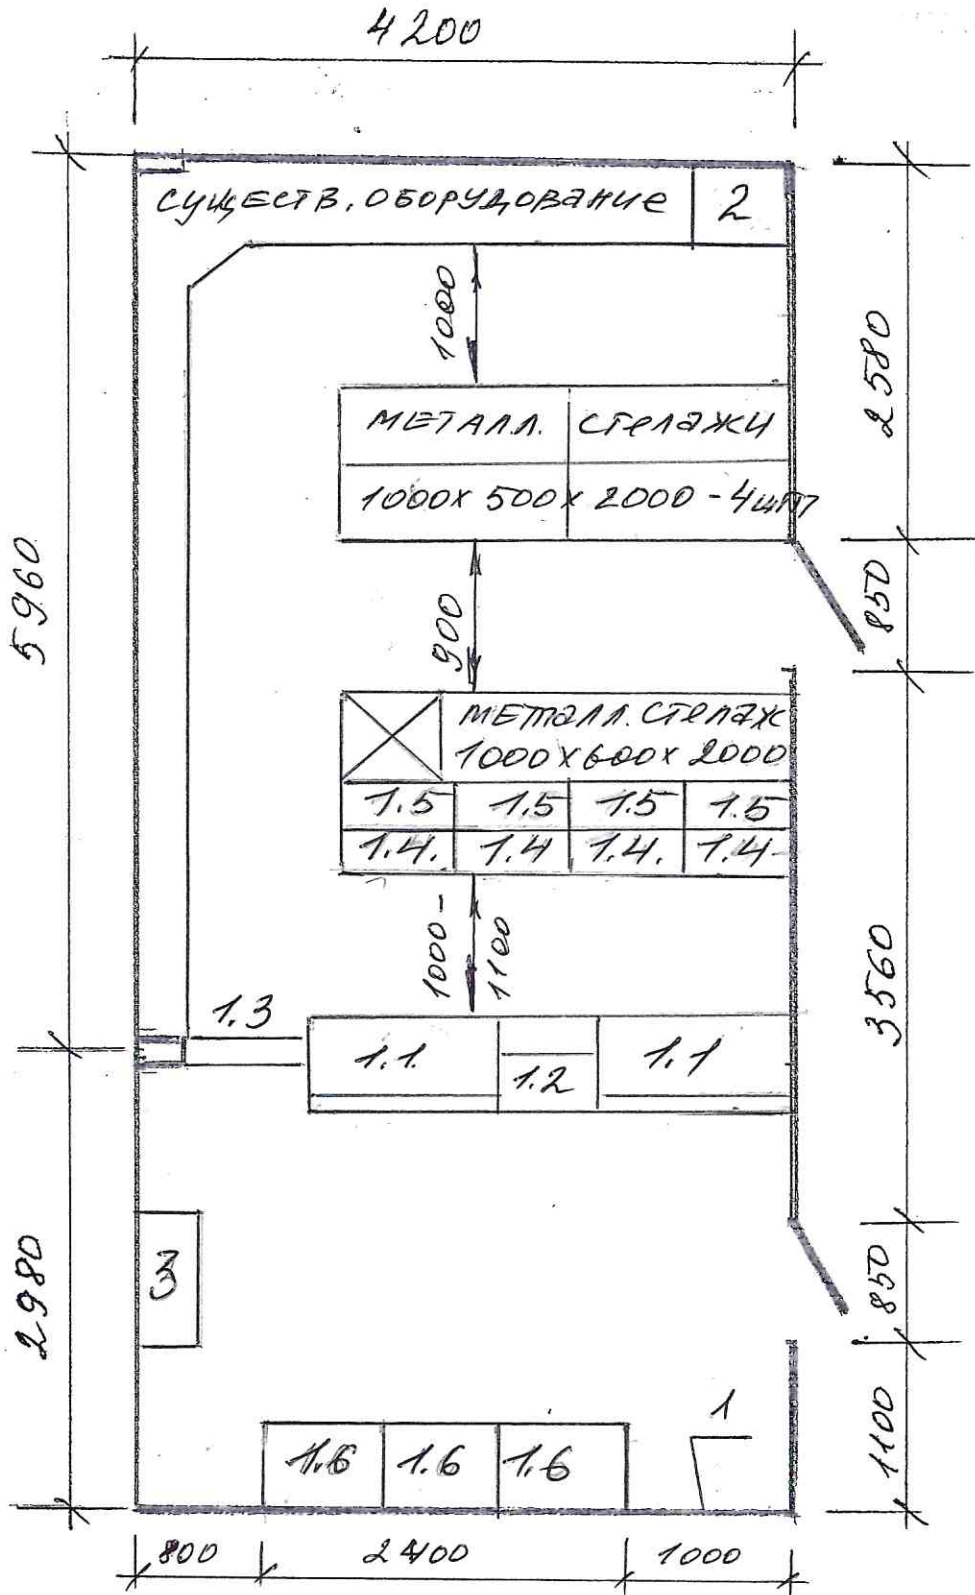 4200
СУЩЕСТВ. ОБОРУДОВАНИЕ 2
1000
2580
МЕТАЛЛ. СТЕЛАЖИ
1000х 500х 2000 - 4шт
5960
900
850
МЕТАЛЛ. СТЕЛАЖ
1000х600х 2000
1.5 1.5 1.5 1.5
1.4. 1.4 1.4. 1.4
1000-
1100
3560
1.3
1.1. 1.2 1.1
2980
3
850
1
1100
1.6 1.6 1.6
800 2400 1000